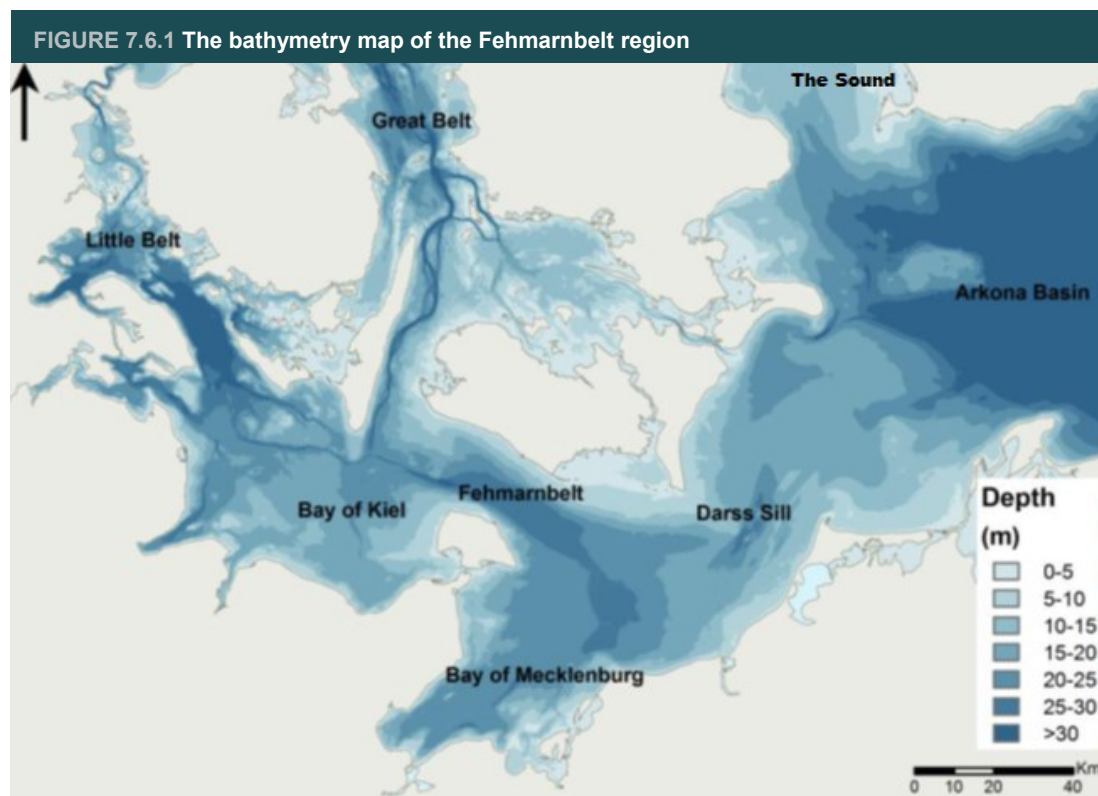 FIGURE 7.6.1 The bathymetry map of the Fehmarnbelt region
The Sound
Great Belt
Little Belt
Arkona Basin
Fehmarnbelt
Bay of Kiel
Darss Sill
Bay of Mecklenburg
Depth
(m)
0-5
5-10
10-15
15-20
20-25
25-30
>30
Km
0 10 20 40